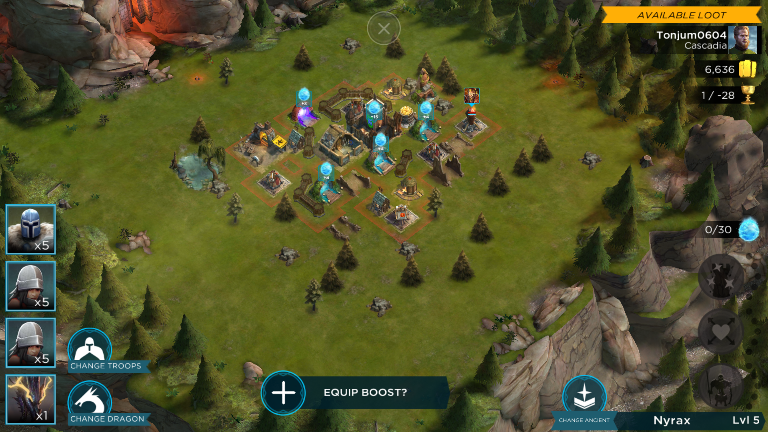 AVAILABLE LOOT
Tonjum0604
Cascadia
6,636
1 / -28
0/30
x5
x5
x5
x1
CHANGE TROOPS
CHANGE DRAGON
EQUIP BOOST?
CHANGE ANCIENT
Nyrax Lvl 5